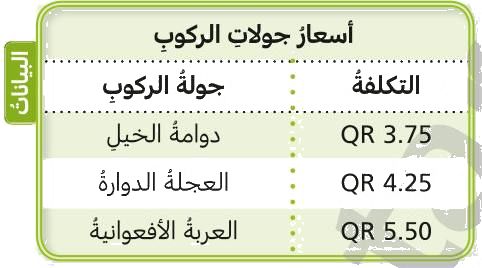 البيانات
أسعارُ جولاتِ الركوبِ
جولةُ الركوبِ التكلفةُ
دوامةُ الخيلِ QR 3.75
العجلةُ الدوارةُ QR 4.25
العربةُ الأفعوانيةُ QR 5.50